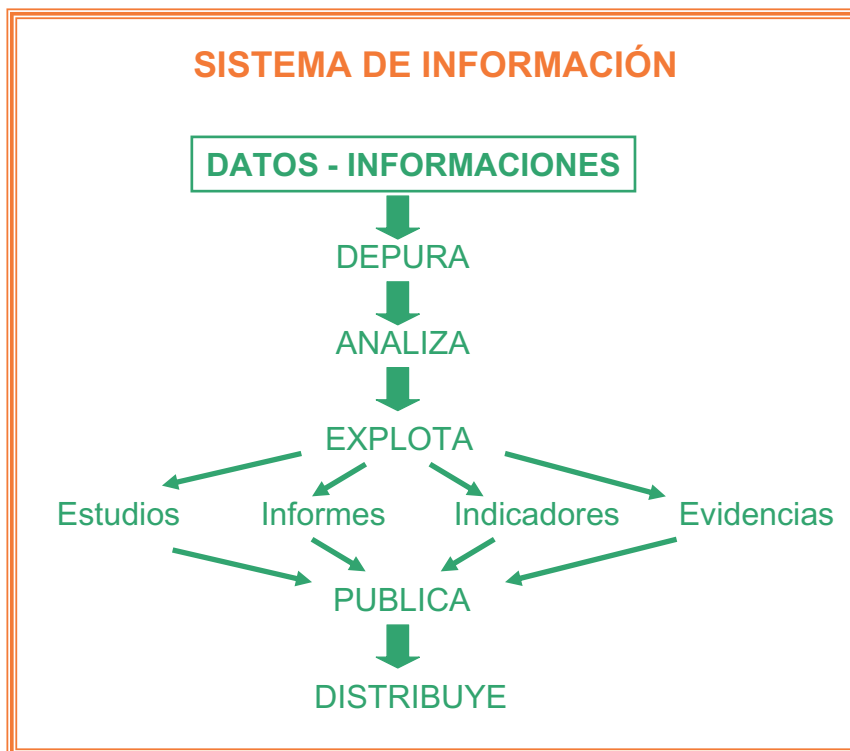 SISTEMA DE INFORMACIÓN
DATOS - INFORMACIONES
DEPURA
ANALIZA
EXPLOTA
Estudios Informes Indicadores Evidencias
PUBLICA
DISTRIBUYE